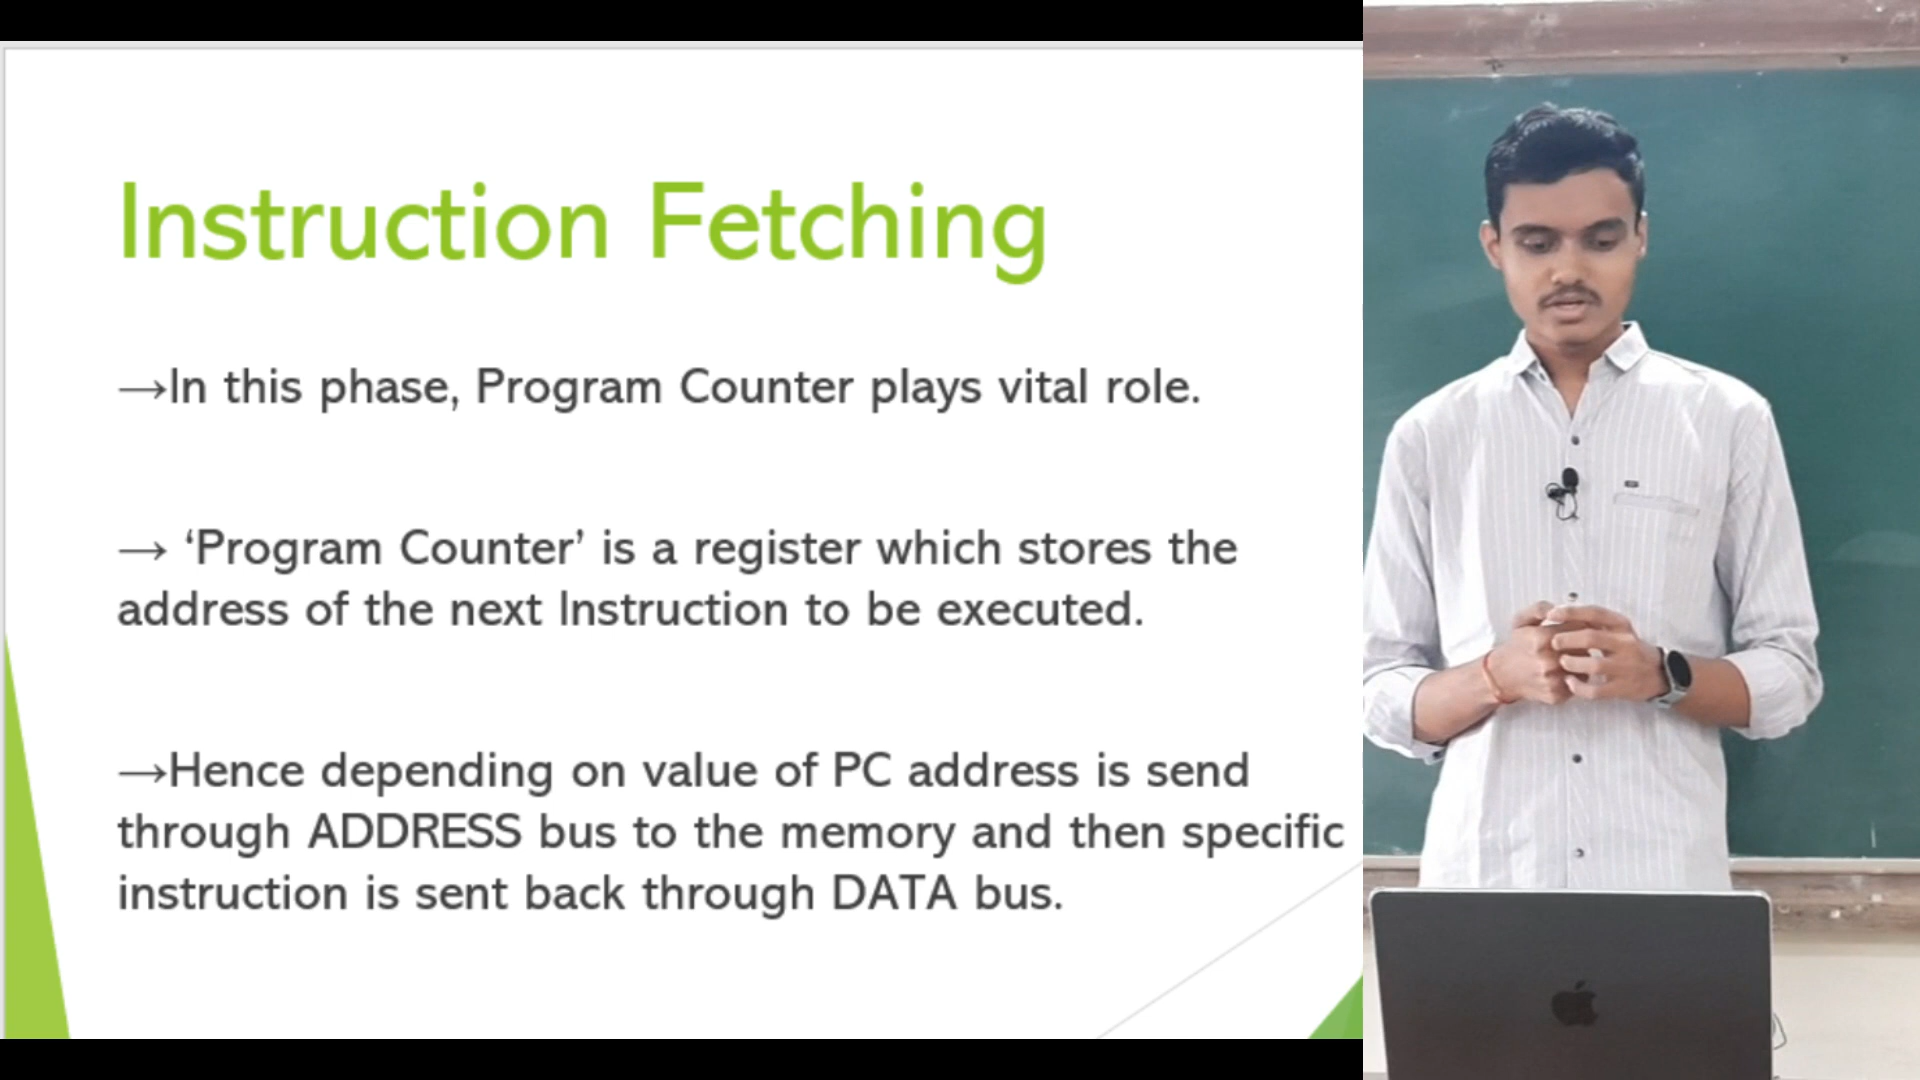 Instruction Fetching
→In this phase, Program Counter plays vital role.
→ ‘Program Counter’ is a register which stores the
address of the next Instruction to be executed.
→Hence depending on value of PC address is send
through ADDRESS bus to the memory and then specific
instruction is sent back through DATA bus.